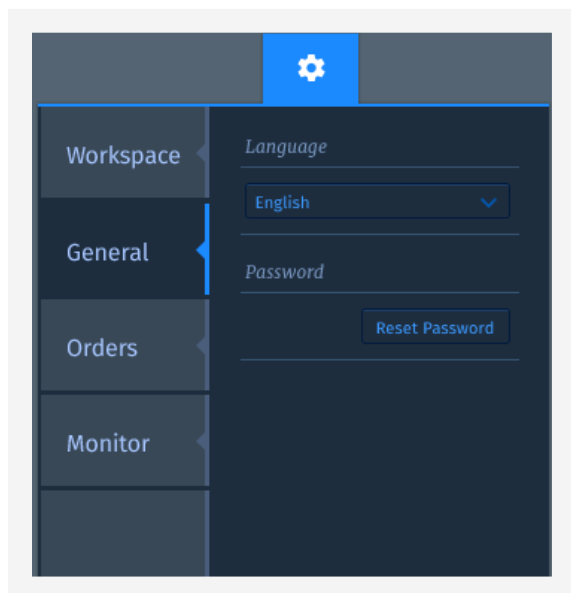 Workspace
General
Orders
Monitor
Language
English
Password
Reset Password